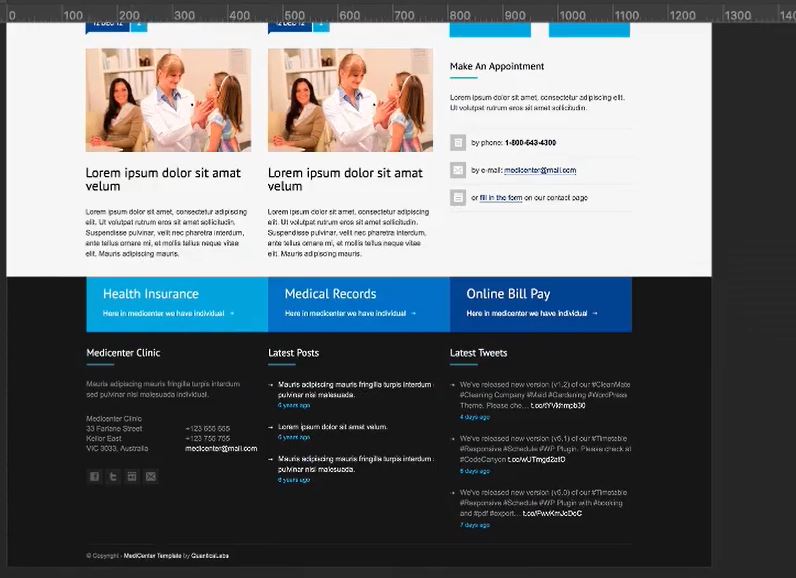 0 100 200 300 400 500 600 700 800 900 1000 1100 1200 1300
12 DEC 12
12 DEC 12
Make An Appointment
Lorem ipsum dolor sit amet, consectetur adipiscing elit.
Ut volutpat rutrum eros sit amet sollicitudin.
by phone: 1-800-643-4300
by e-mail: medicenter@mail.com
or fill in the form on our contact page
Lorem ipsum dolor sit amat
velum
Lorem ipsum dolor sit amet, consectetur adipiscing
elit. Ut volutpat rutrum eros sit amet sollicitudin.
Suspendisse pulvinar, velit nec pharetra interdum,
ante tellus ornare mi, et mollis tellus neque vitae
elit. Mauris adipiscing mauris.
Lorem ipsum dolor sit amat
velum
Lorem ipsum dolor sit amet, consectetur adipiscing
elit. Ut volutpat rutrum eros sit amet sollicitudin.
Suspendisse pulvinar, velit nec pharetra interdum,
ante tellus ornare mi, et mollis tellus neque vitae
elit. Mauris adipiscing mauris.
Health Insurance
Here in medicenter we have individual →
Medical Records
Here in medicenter we have individual →
Online Bill Pay
Here in medicenter we have individual →
Medicenter Clinic
Mauris adipiscing mauris fringilla turpis interdum
sed pulvinar nisi malesuada individual.
Medicenter Clinic
33 Farlane Street
Keilor East
VIC 3033, Australia
+123 655 655
+123 755 755
medicenter@mail.com
Latest Posts
→ Mauris adipiscing mauris fringilla turpis interdum
pulvinar nisi malesuada.
6 years ago
→ Lorem ipsum dolor sit amat velum.
6 years ago
→ Mauris adipiscing mauris fringilla turpis interdum
pulvinar nisi malesuada.
6 years ago
Latest Tweets
→ We've released new version (v1.2) of our #CleanMate
#Cleaning Company #Maid #Gardening #WordPress
Theme. Please che… t.co/tYVkhmpb30
4 days ago
→ We've released new version (v5.1) of our #Timetable
#Responsive #Schedule #WP Plugin. Please check at
#CodeCanyon t.co/wUTmgd2atO
6 days ago
→ We've released new version (v5.0) of our #Timetable
#Responsive #Schedule #WP Plugin with #booking
and #pdf #export… t.co/FwvKmJcDcC
7 days ago
© Copyright - MediCenter Template by QuanticaLabs